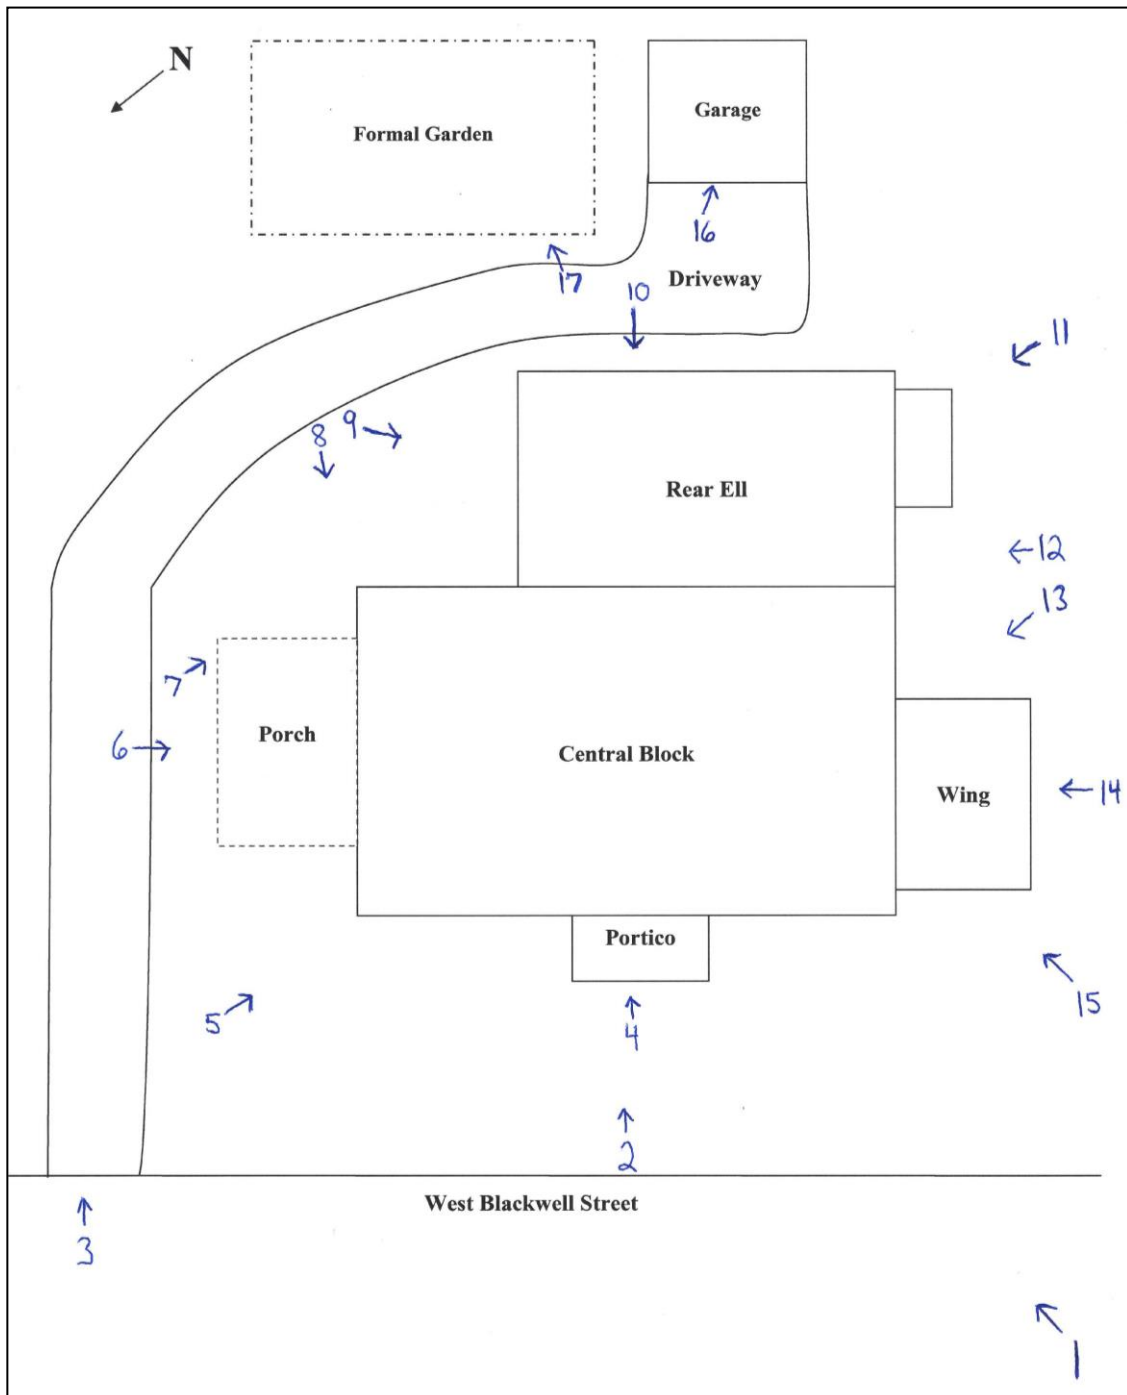 N
Formal Garden
Garage
16
Driveway
17
10
11
8
9
Rear Ell
12
13
7
Porch
6
Central Block
Wing
14
Portico
15
5
4
2
West Blackwell Street
3
1